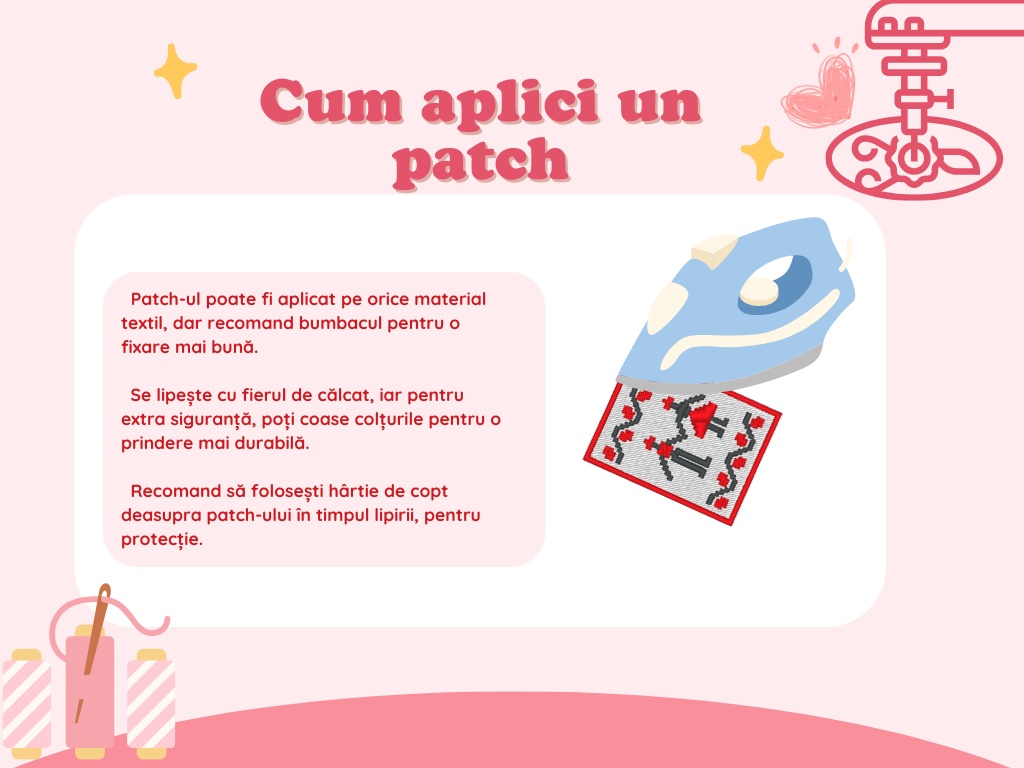 Cum aplici un
patch
Patch-ul poate fi aplicat pe orice material
textil, dar recomand bumbacul pentru o
fixare mai bună.
Se lipește cu fierul de călcat, iar pentru
extra siguranță, poți coase colțurile pentru o
prindere mai durabilă.
Recomand să folosești hârtie de copt
deasupra patch-ului în timpul lipirii, pentru
protecție.